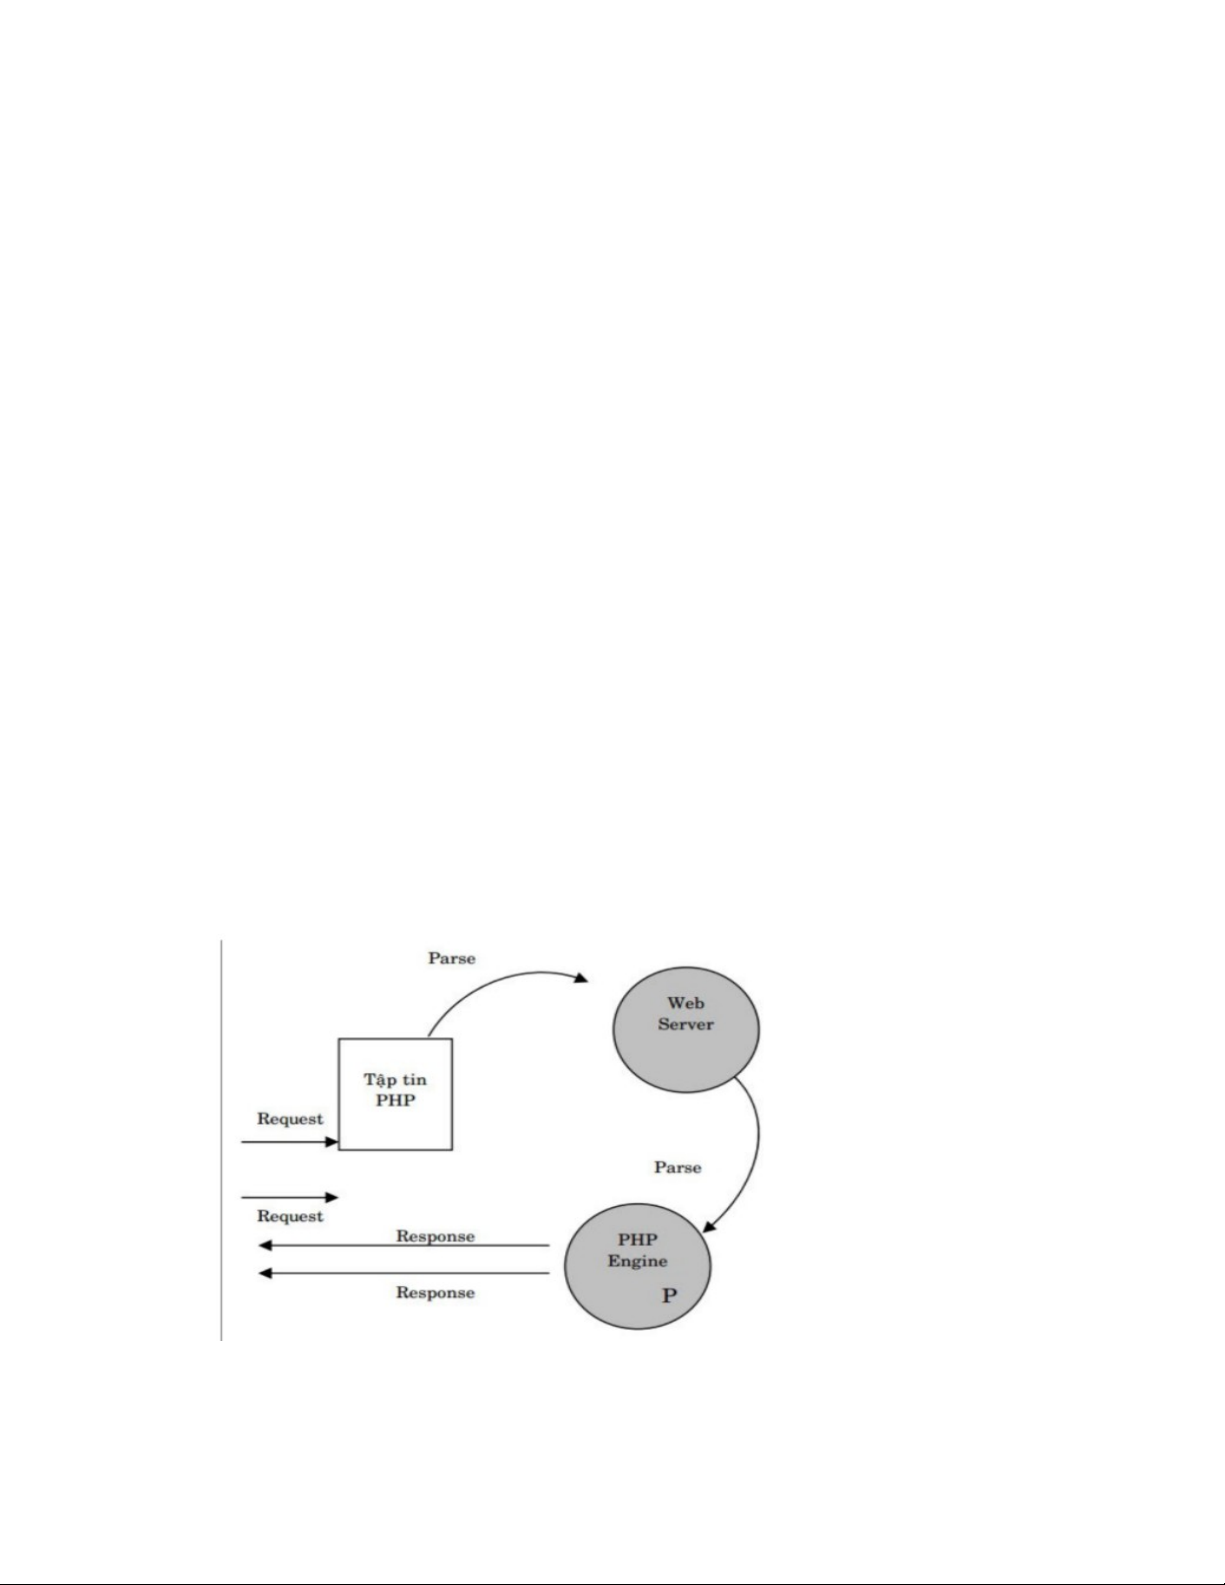 Parse
Web
Server
Tập tin
PHP
Request
Parse
Request
Response
PHP
Engine
P
Response